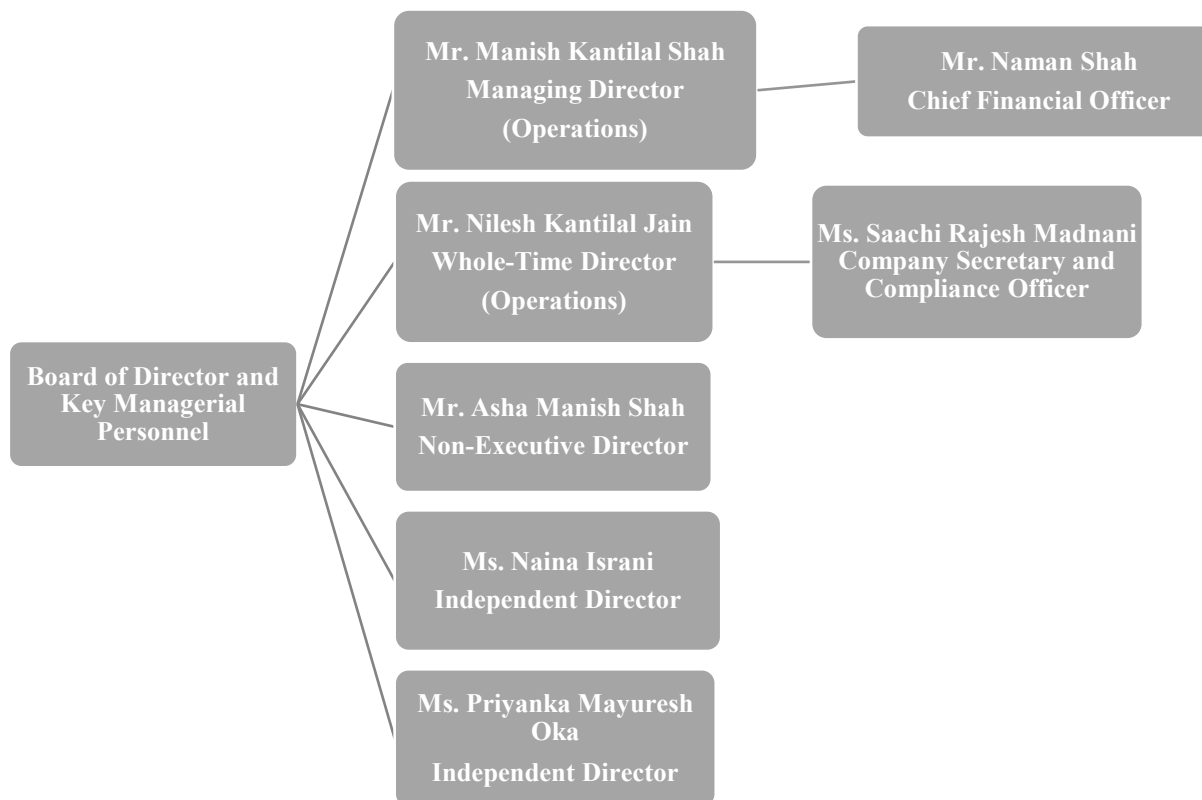 Mr. Manish Kantilal Shah
Managing Director
(Operations)
Mr. Naman Shah
Chief Financial Officer
Mr. Nilesh Kantilal Jain
Whole-Time Director
(Operations)
Ms. Saachi Rajesh Madnani
Company Secretary and
Compliance Officer
Board of Director and
Key Managerial
Personnel
Mr. Asha Manish Shah
Non-Executive Director
Ms. Naina Israni
Independent Director
Ms. Priyanka Mayuresh
Oka
Independent Director